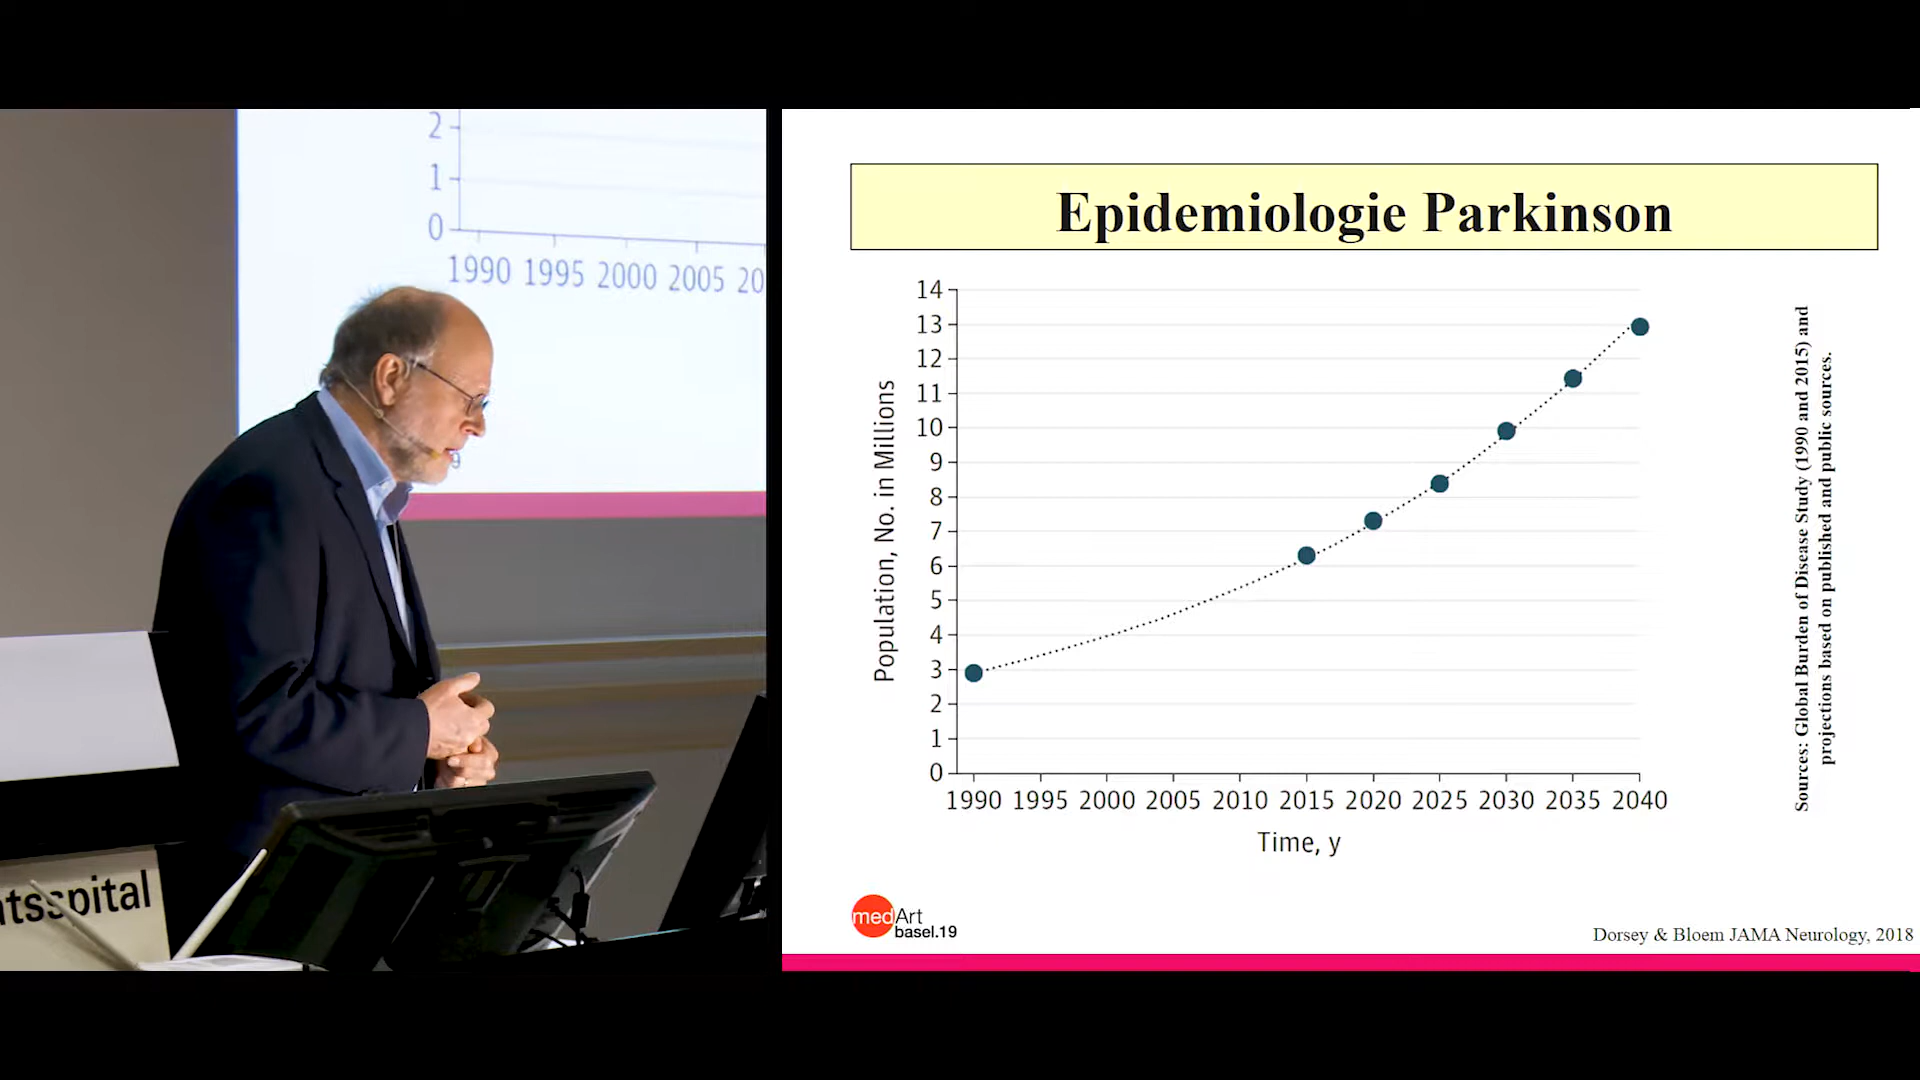 2
1
0
1990 1995 2000 2005 20
9
tsspital
Epidemiologie Parkinson
14
13
12
11
10
9
8
7
6
5
4
3
2
1
0
Population, No. in Millions
1990 1995 2000 2005 2010 2015 2020 2025 2030 2035 2040
Time, y
Sources: Global Burden of Disease Study (1990 and 2015) and
projections based on published and public sources.
medArt
basel.19
Dorsey & Bloem JAMA Neurology, 2018